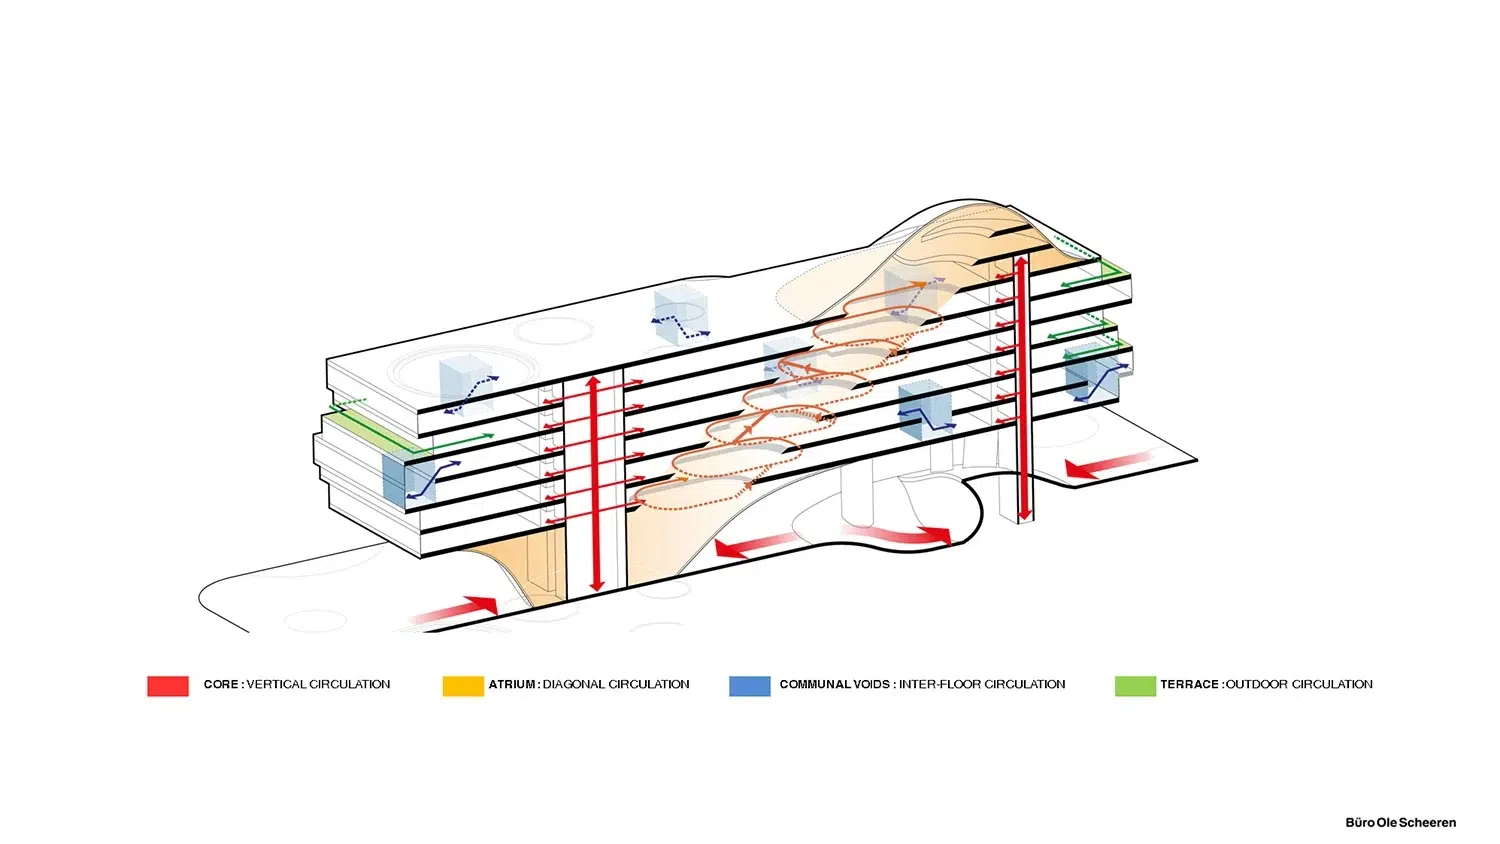 CORE : VERTICAL CIRCULATION
ATRIUM : DIAGONAL CIRCULATION
COMMUNAL VOIDS : INTER-FLOOR CIRCULATION
TERRACE : OUTDOOR CIRCULATION
Büro Ole Scheeren